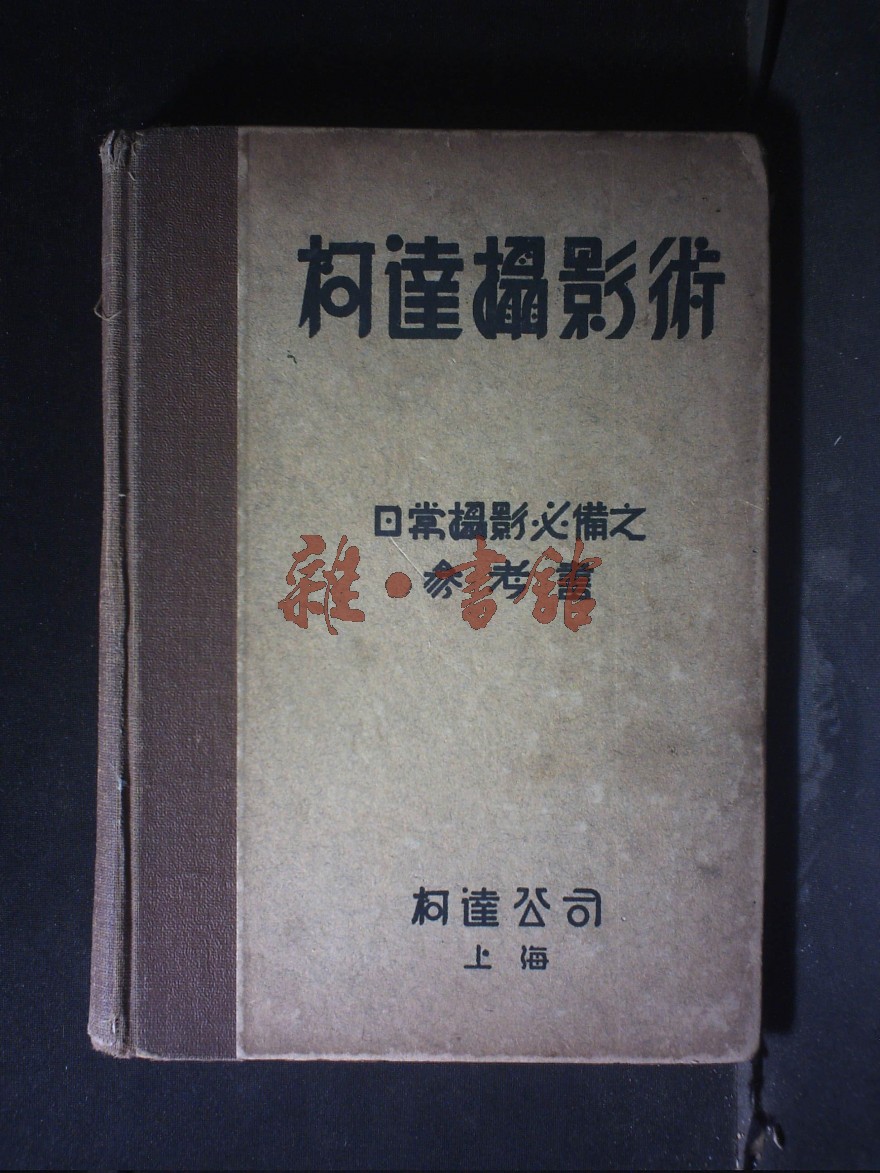 柯達攝影術
日常攝影必備之
參考書
雜·書館
柯達公司
上海